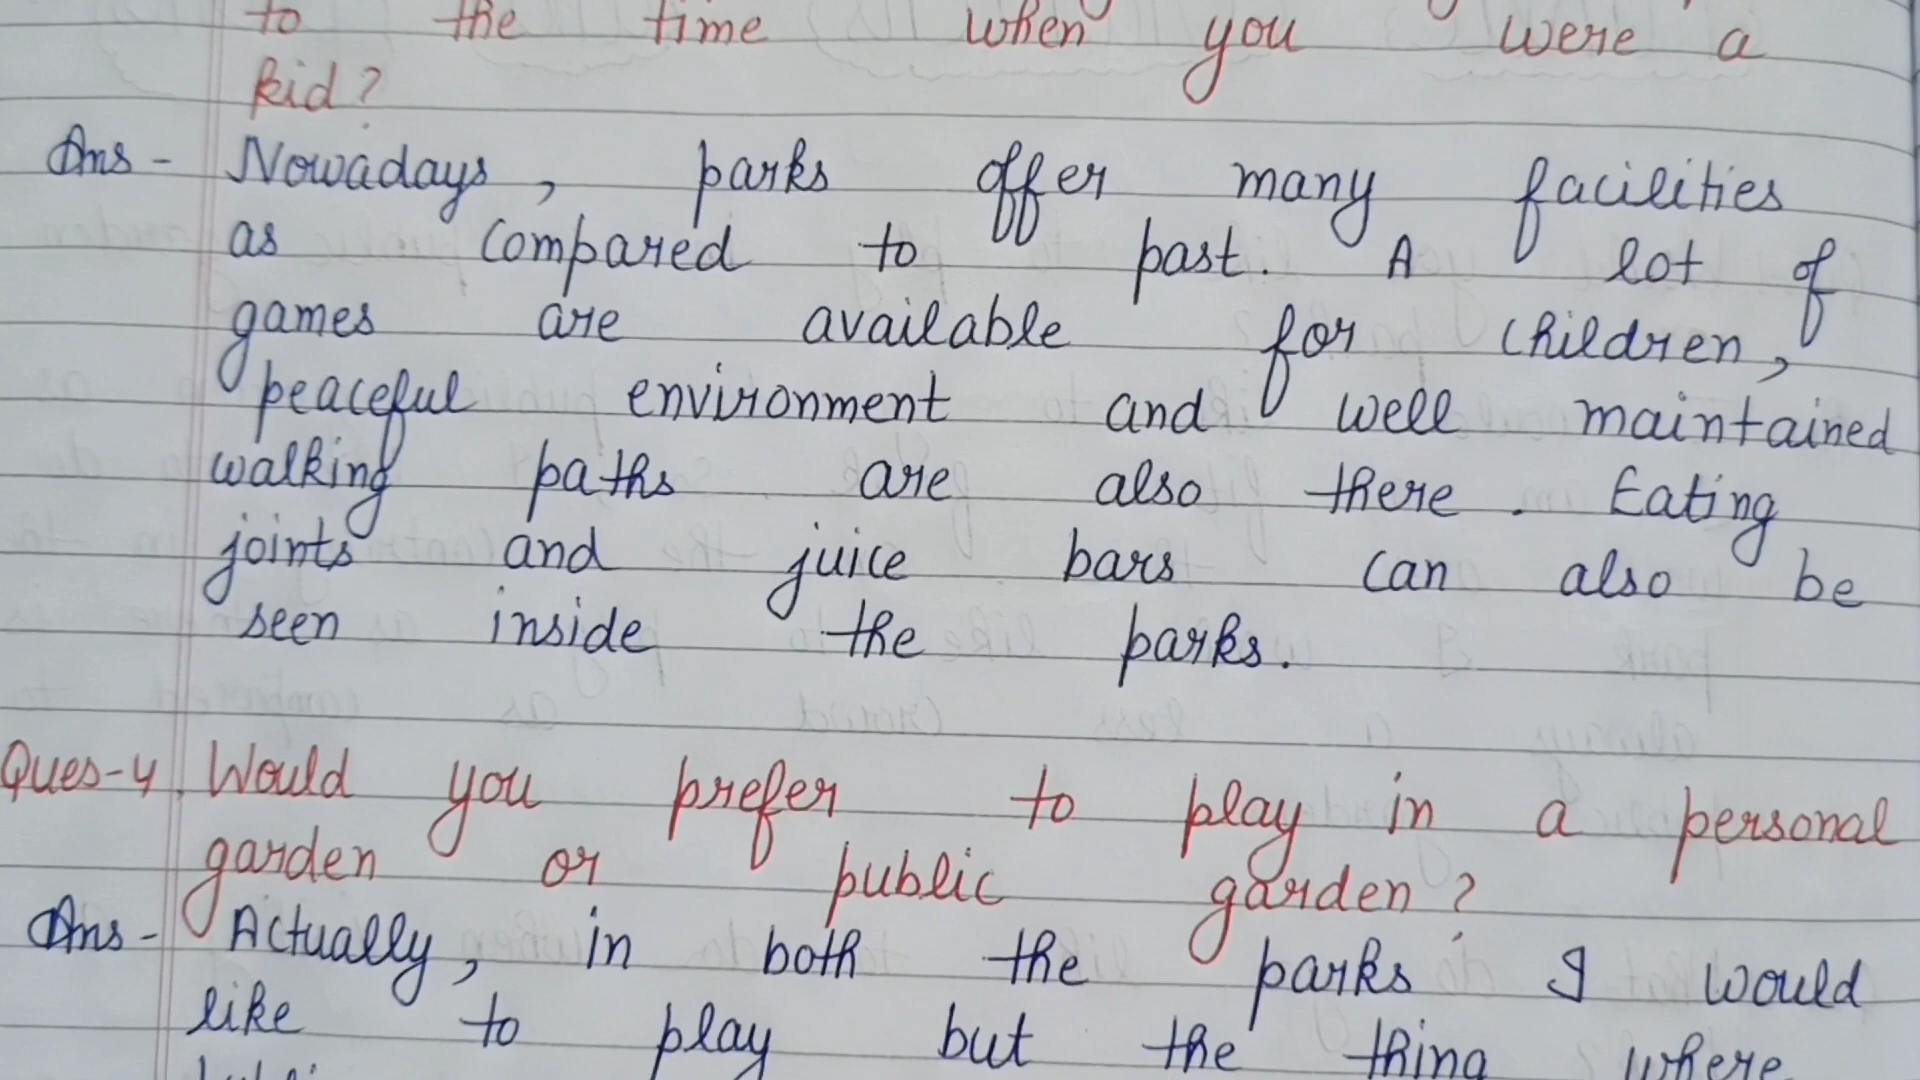 to the time when you were a
kid?
Ans - Nowadays, parks offer many facilities
as compared to past. A lot of
games are available for children,
peaceful environment and well maintained
walking paths are also there. Eating
joints and juice bars can also be
seen inside the parks.
Ques-4. Would you prefer to play in a personal
garden or public garden?
Ans - Actually, in both the parks I would
like to play but the thing where